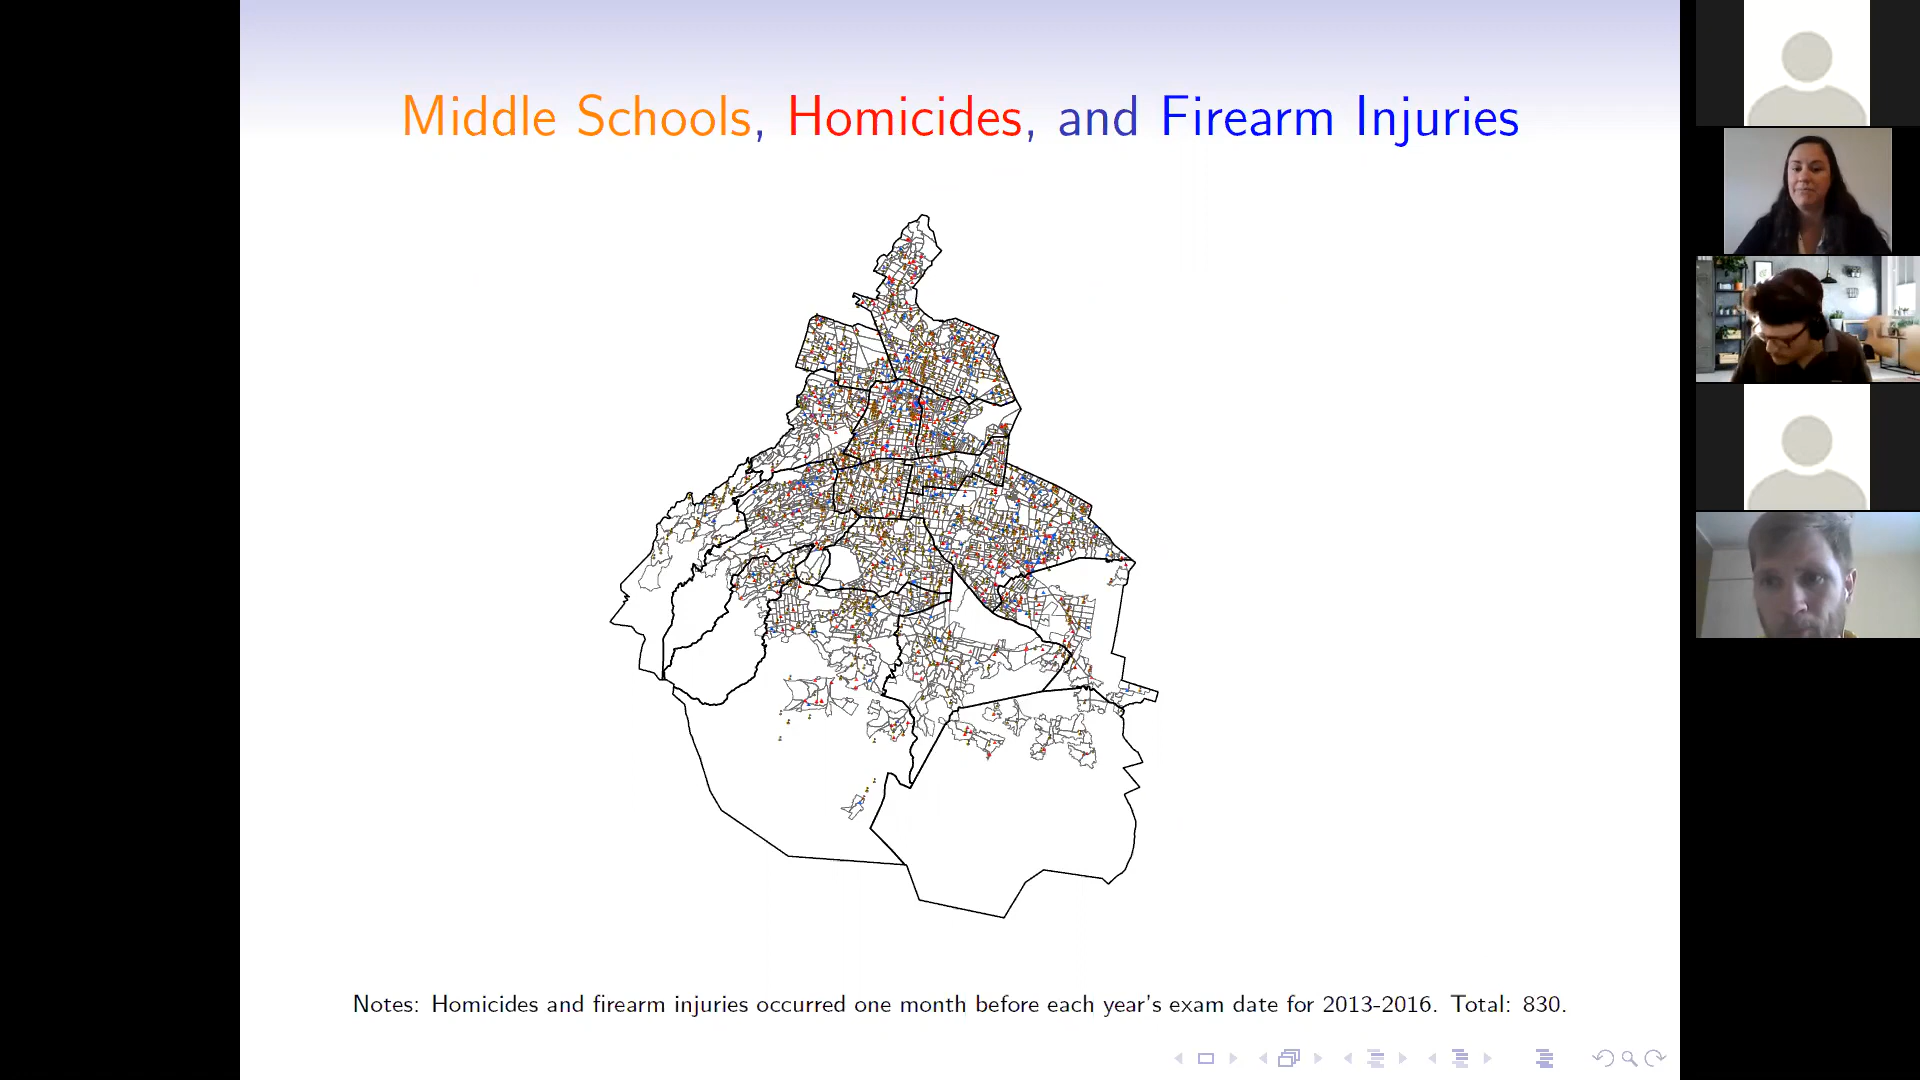 Middle Schools, Homicides, and Firearm Injuries
Notes: Homicides and firearm injuries occurred one month before each year's exam date for 2013-2016. Total: 830.